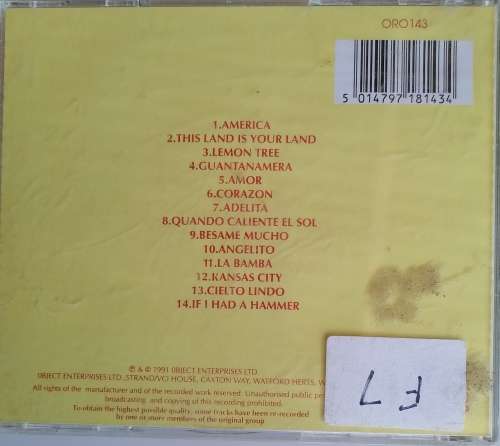 ORO143
5 014797 181434
1.AMERICA
2.THIS LAND IS YOUR LAND
3.LEMON TREE
4.GUANTANAMERA
5.AMOR
6.CORAZON
7.ADELITA
8.QUANDO CALIENTE EL SOL
9.BESAME MUCHO
10.ANGELITO
11.LA BAMBA
12.KANSAS CITY
13.CIELTO LINDO
14.IF I HAD A HAMMER
℗ & © 1991 OBJECT ENTERPRISES LTD
OBJECT ENTERPRISES LTD., STRAND/VCI HOUSE, CAXTON WAY, WATFORD HERTS, W
All rights of the manufacturer and of the recorded work reserved. Unauthorised public pe
broadcasting and copying of this recording prohibited.
To obtain the highest possible quality, some tracks have been re-recorded
by one or more members of the original group
F7